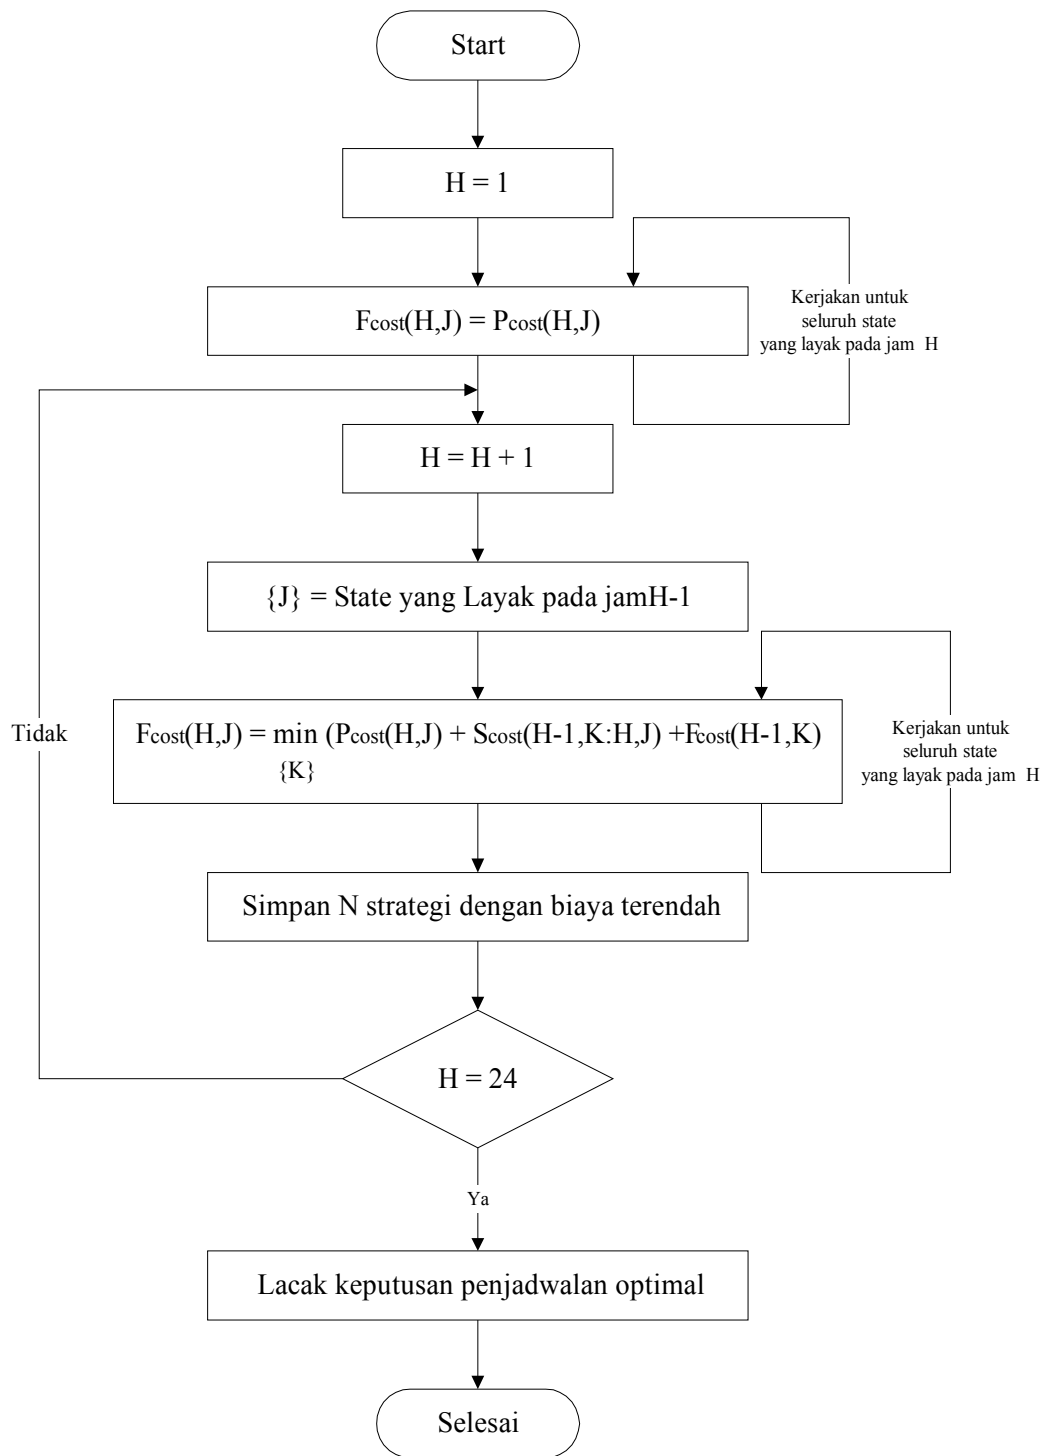 Start
H = 1
Fcost(H,J) = Pcost(H,J)
Kerjakan untuk
seluruh state
yang layak pada jam H
H = H + 1
{J} = State yang Layak pada jamH-1
Tidak
Fcost(H,J) = min (Pcost(H,J) + Scost(H-1,K:H,J) +Fcost(H-1,K)
{K}
Kerjakan untuk
seluruh state
yang layak pada jam H
Simpan N strategi dengan biaya terendah
H = 24
Ya
Lacak keputusan penjadwalan optimal
Selesai